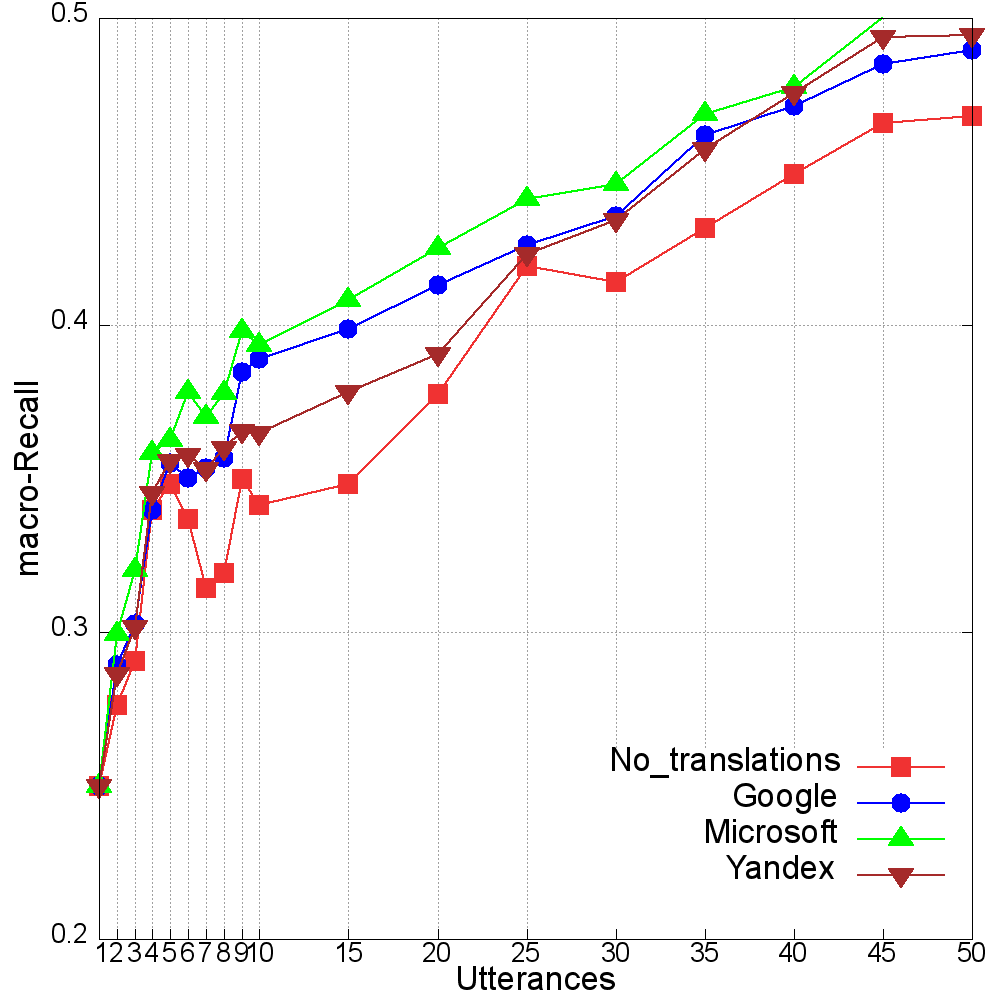 0.5
0.4
0.3
0.2
macro-Recall
1 2 3 4 5 6 7 8 9 10 15 20 25 30 35 40 45 50
Utterances
No_translations
Google
Microsoft
Yandex